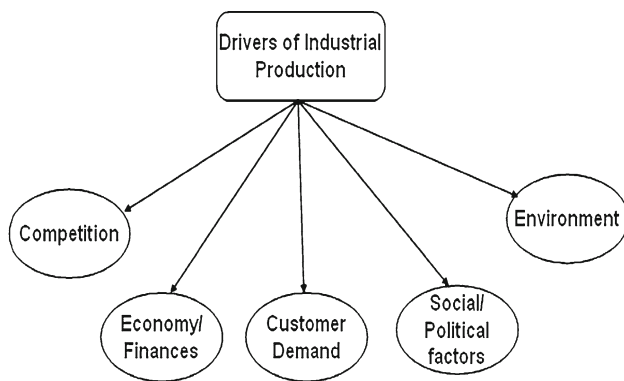 Drivers of Industrial
Production
Competition
Environment
Economy/
Finances
Customer
Demand
Social/
Political
factors